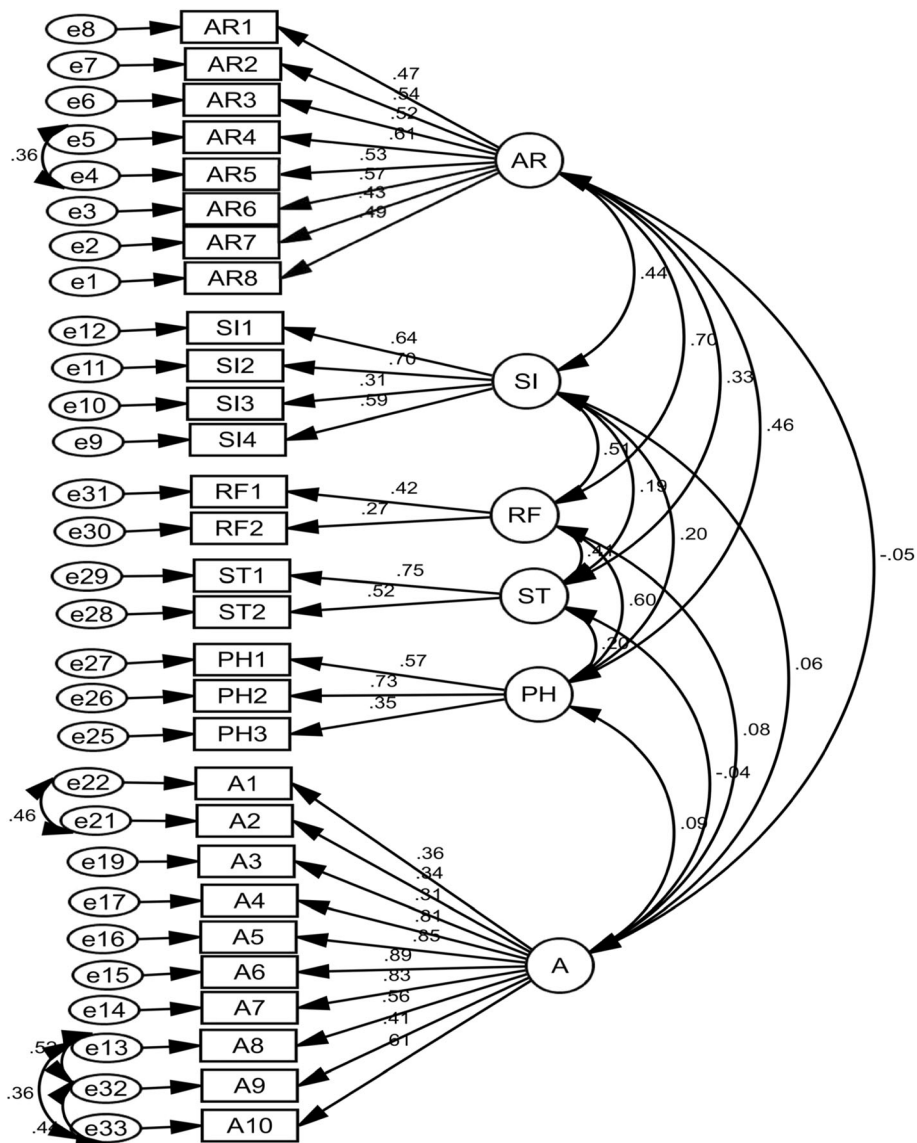 e8 AR1
.47
e7 AR2
.54
e6 AR3
.52
e5 AR4
.61
.36
AR
.53
e4 AR5
.57
e3 AR6
.43
.49
e2 AR7
e1 AR8
.44
e12 SI1
.64
.70
.70
e11 SI2
.33
SI
.31
e10 SI3
.59
.46
e9 SI4
.51
.19
e31 RF1
.42
.27
RF
e30 RF2
.20
.41
-.05
e29 ST1
.75
.52
ST
.60
e28 ST2
.20
e27 PH1
.57
.06
.73
e26 PH2
PH
.35
e25 PH3
.08
-.04
e22 A1
.46
e21 A2
.09
.36
e19 A3
.34
.31
e17 A4
.81
e16 A5
.85
.89
A
e15 A6
.83
.56
e14 A7
.41
61
e13 A8
e32 A9
.36
e33 A10